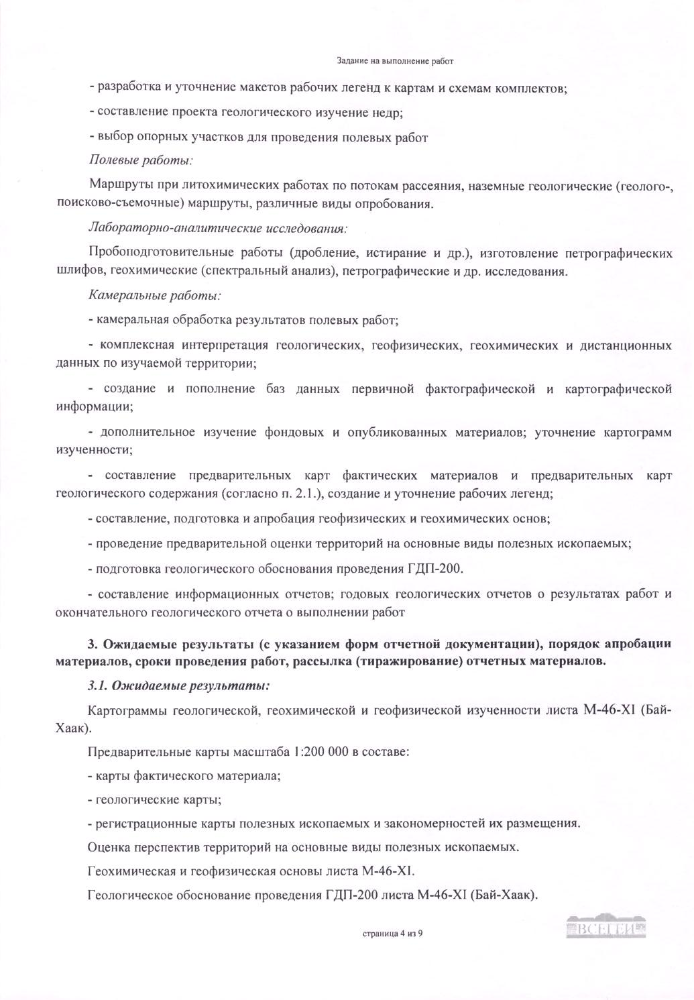 Задание на выполнение работ
- разработка и уточнение макетов рабочих легенд к картам и схемам комплектов;
- составление проекта геологического изучение недр;
- выбор опорных участков для проведения полевых работ
Полевые работы:
Маршруты при литохимических работах по потокам рассеяния, наземные геологические (геолого-,
поисково-съемочные) маршруты, различные виды опробования.
Лабораторно-аналитические исследования:
Пробоподготовительные работы (дробление, истирание и др.), изготовление петрографических
шлифов, геохимические (спектральный анализ), петрографические и др. исследования.
Камеральные работы:
- камеральная обработка результатов полевых работ;
- комплексная интерпретация геологических, геофизических, геохимических и дистанционных
данных по изучаемой территории;
- создание и пополнение баз данных первичной фактографической и картографической
информации;
- дополнительное изучение фондовых и опубликованных материалов; уточнение картограмм
изученности;
- составление предварительных карт фактических материалов и предварительных карт
геологического содержания (согласно п. 2.1.), создание и уточнение рабочих легенд;
- составление, подготовка и апробация геофизических и геохимических основ;
- проведение предварительной оценки территорий на основные виды полезных ископаемых;
- подготовка геологического обоснования проведения ГДП-200.
- составление информационных отчетов; годовых геологических отчетов о результатах работ и
окончательного геологического отчета о выполнении работ
3. Ожидаемые результаты (с указанием форм отчетной документации), порядок апробации
материалов, сроки проведения работ, рассылка (тиражирование) отчетных материалов.
3.1. Ожидаемые результаты:
Картограммы геологической, геохимической и геофизической изученности листа М-46-XI (Бай-
Хаак).
Предварительные карты масштаба 1:200 000 в составе:
- карты фактического материала;
- геологические карты;
- регистрационные карты полезных ископаемых и закономерностей их размещения.
Оценка перспектив территорий на основные виды полезных ископаемых.
Геохимическая и геофизическая основы листа М-46-XI.
Геологическое обоснование проведения ГДП-200 листа М-46-XI (Бай-Хаак).
страница 4 из 9
ВСЕГЕИ